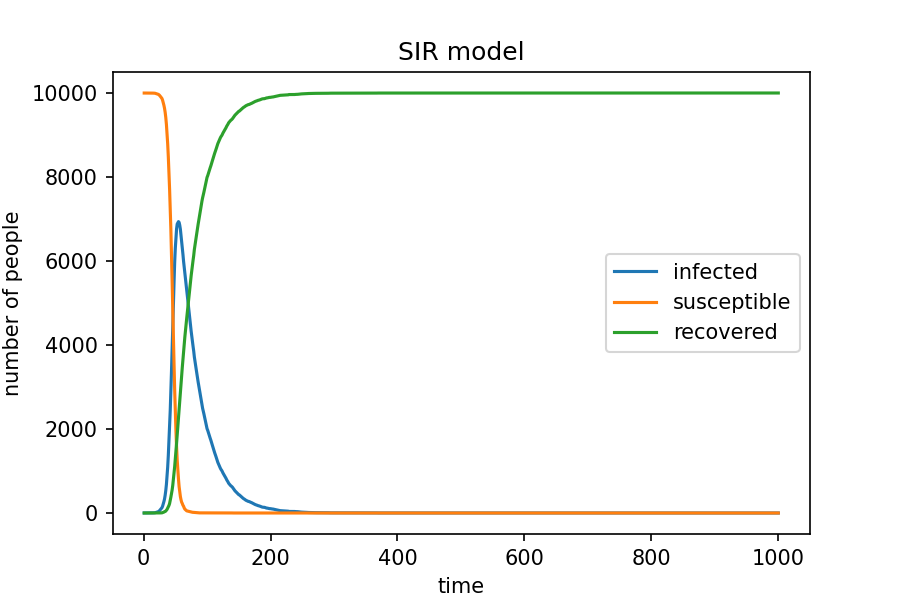 SIR model
number of people
10000
8000
6000
4000
2000
0
infected
susceptible
recovered
0 200 400 600 800 1000
time